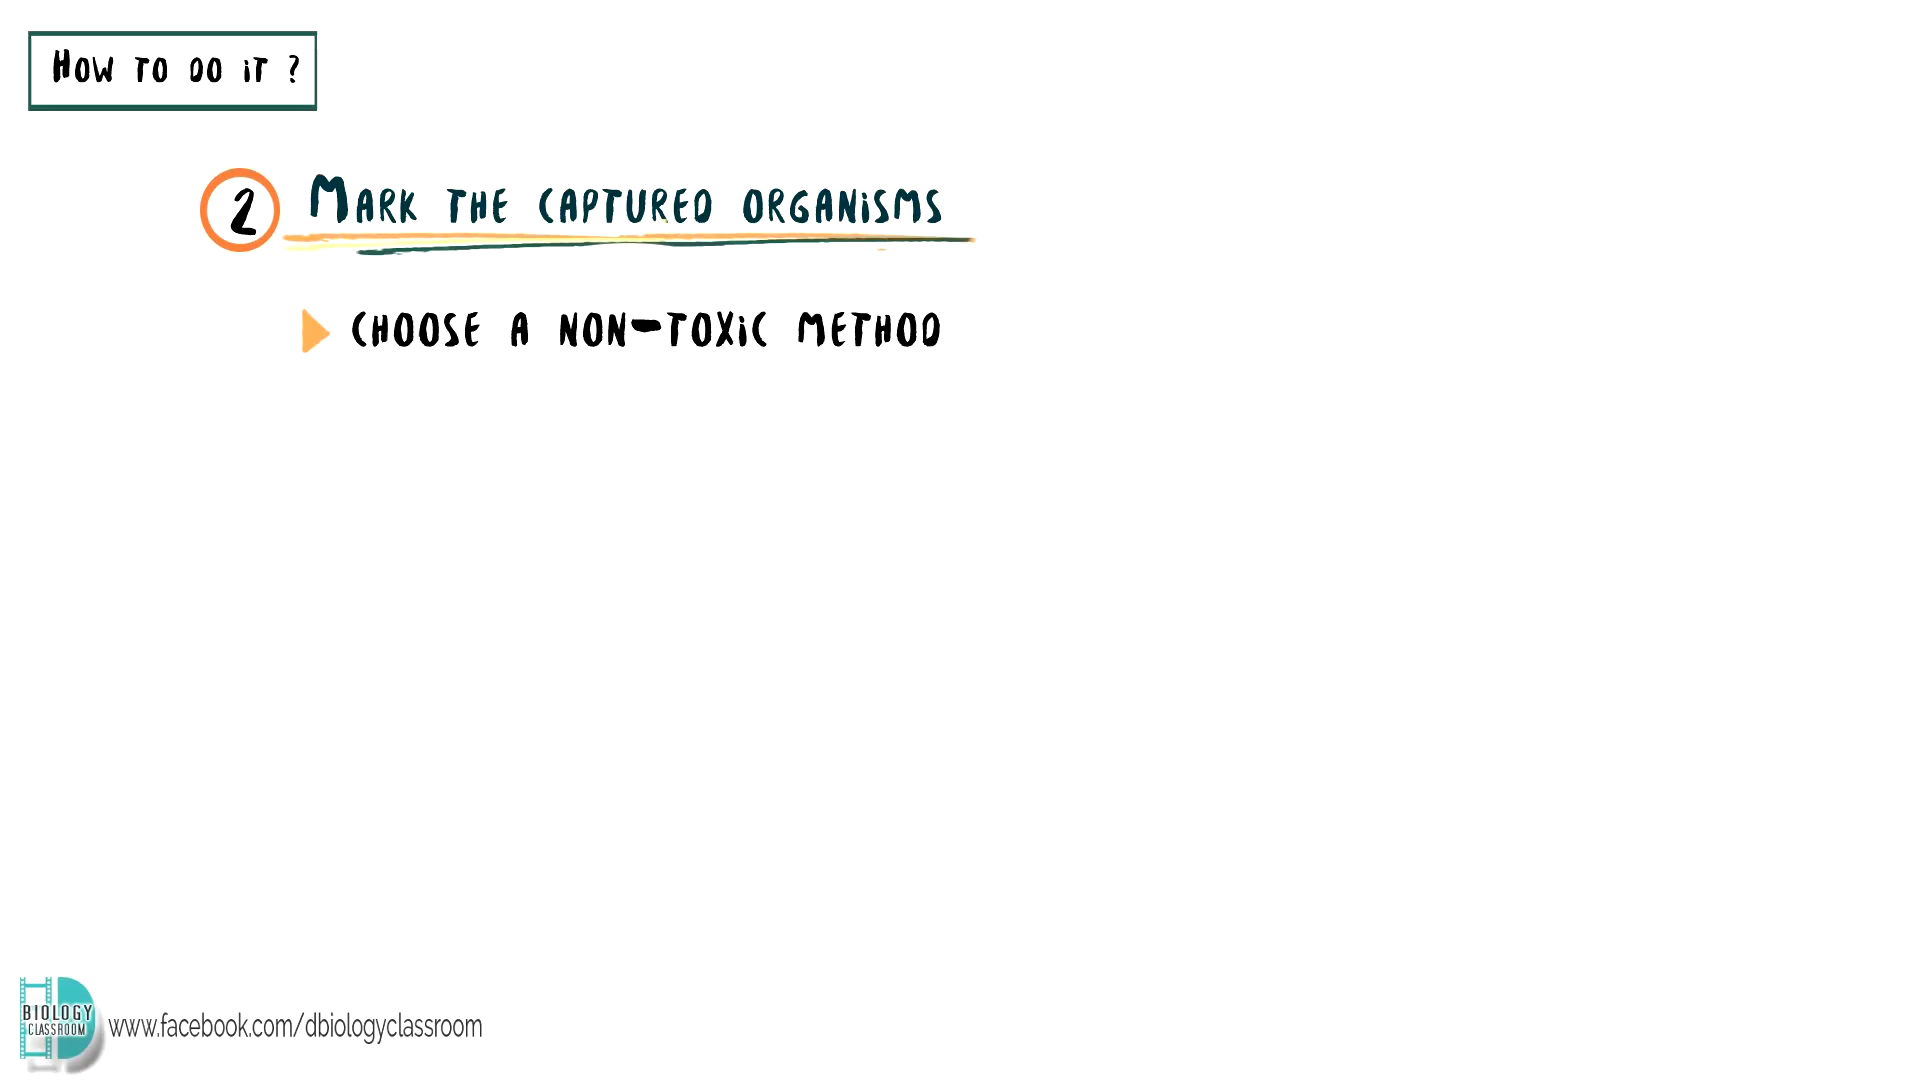 How to do it ?
2 Mark the captured organisms
choose a non-toxic method
BIOLOGY
CLASSROOM
www.facebook.com/dbiologyclassroom